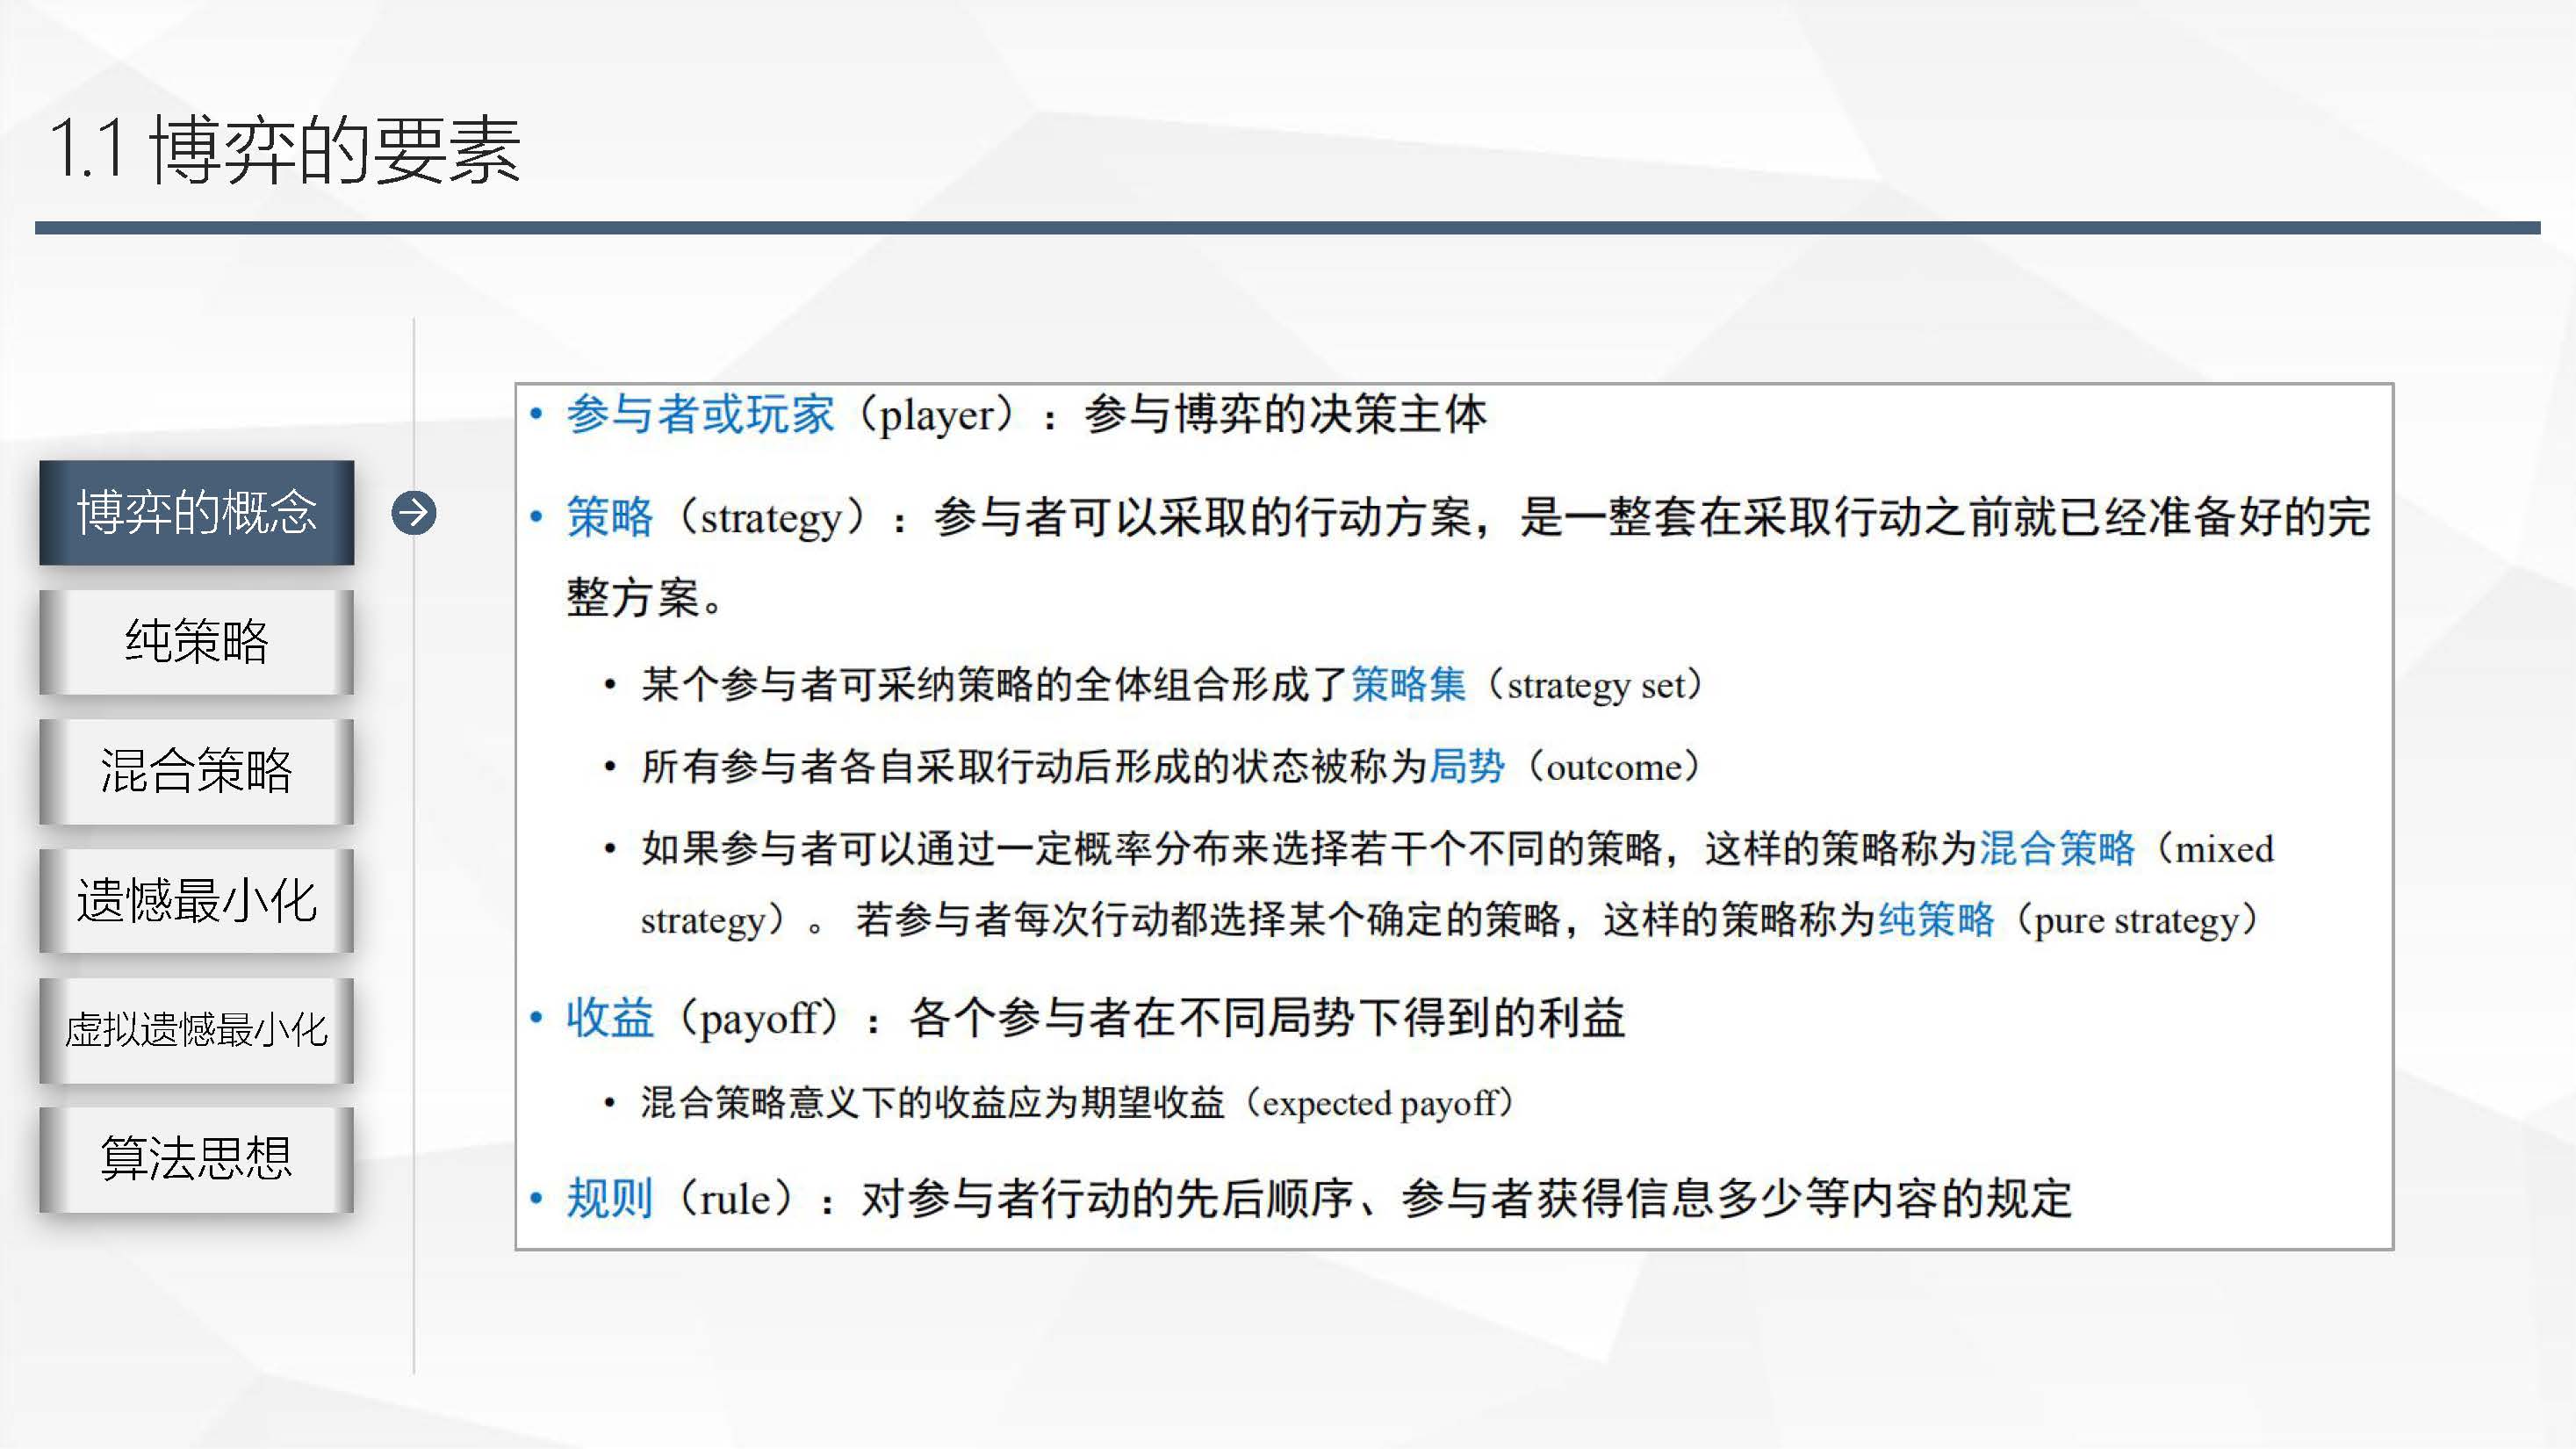 1.1 博弈的要素
博弈的概念
纯策略
混合策略
遗憾最小化
虚拟遗憾最小化
算法思想
• 参与者或玩家（player）：参与博弈的决策主体
• 策略（strategy）：参与者可以采取的行动方案，是一整套在采取行动之前就已经准备好的完
整方案。
• 某个参与者可采纳策略的全体组合形成了策略集（strategy set）
• 所有参与者各自采取行动后形成的状态被称为局势（outcome）
• 如果参与者可以通过一定概率分布来选择若干个不同的策略，这样的策略称为混合策略（mixed
strategy）。 若参与者每次行动都选择某个确定的策略，这样的策略称为纯策略（pure strategy）
• 收益（payoff）：各个参与者在不同局势下得到的利益
• 混合策略意义下的收益应为期望收益（expected payoff）
• 规则（rule）：对参与者行动的先后顺序、参与者获得信息多少等内容的规定